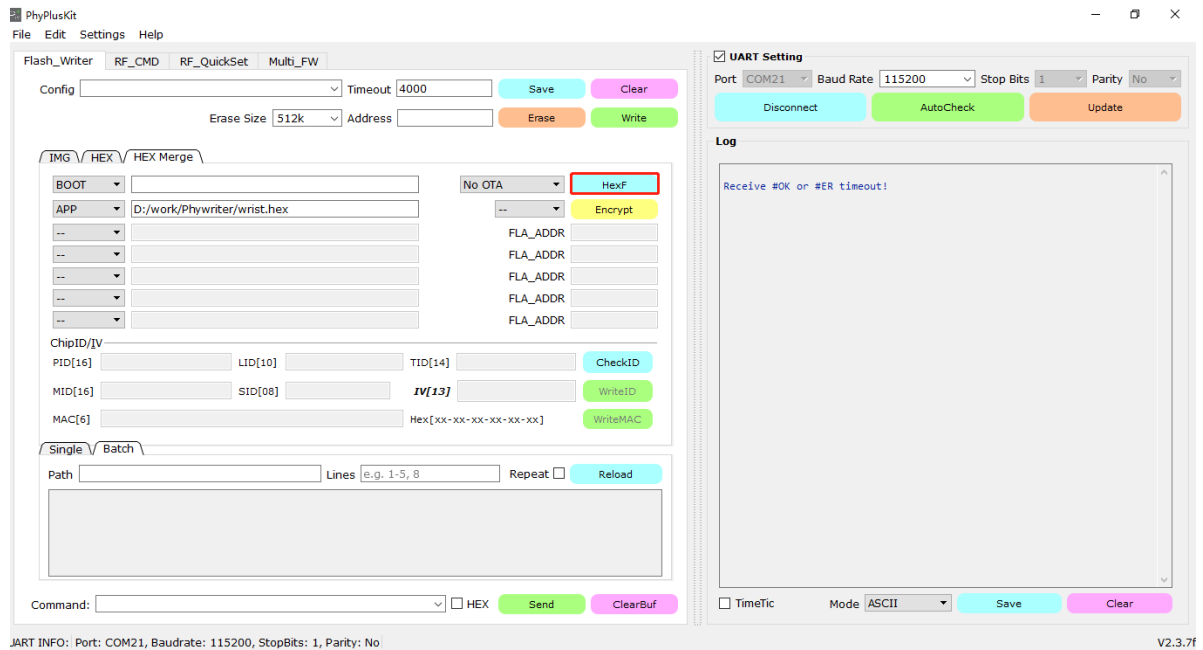 PhyPlusKit
File Edit Settings Help
Flash_Writer RF_CMD RF_QuickSet Multi_FW
Config Timeout 4000 Save Clear
Erase Size 512k Address Erase Write
IMG HEX HEX Merge
BOOT No OTA HexF
APP D:/work/Phywriter/wrist.hex -- Encrypt
-- FLA_ADDR
-- FLA_ADDR
-- FLA_ADDR
-- FLA_ADDR
-- FLA_ADDR
ChipID/IV
PID[16] LID[10] TID[14] CheckID
MID[16] SID[08] IV[13] WriteID
MAC[6] Hex[xx-xx-xx-xx-xx-xx] WriteMAC
Single Batch
Path Lines e.g. 1-5, 8 Repeat Reload
Command: HEX Send ClearBuf
UART Setting
Port COM21 Baud Rate 115200 Stop Bits 1 Parity No
Disconnect AutoCheck Update
Log
Receive #OK or #ER timeout!
TimeTic Mode ASCII Save Clear
JART INFO: Port: COM21, Baudrate: 115200, StopBits: 1, Parity: No
V2.3.7f